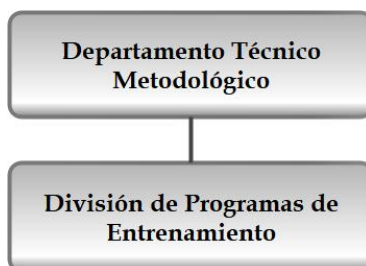 Departamento Técnico
Metodológico
División de Programas de
Entrenamiento